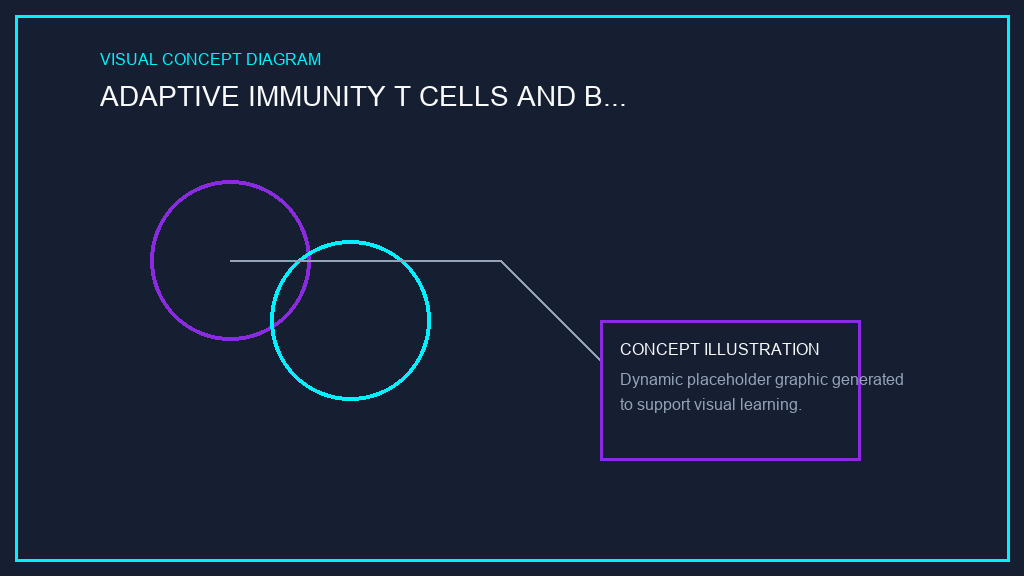 VISUAL CONCEPT DIAGRAM
ADAPTIVE IMMUNITY T CELLS AND B...
CONCEPT ILLUSTRATION
Dynamic placeholder graphic generated
to support visual learning.